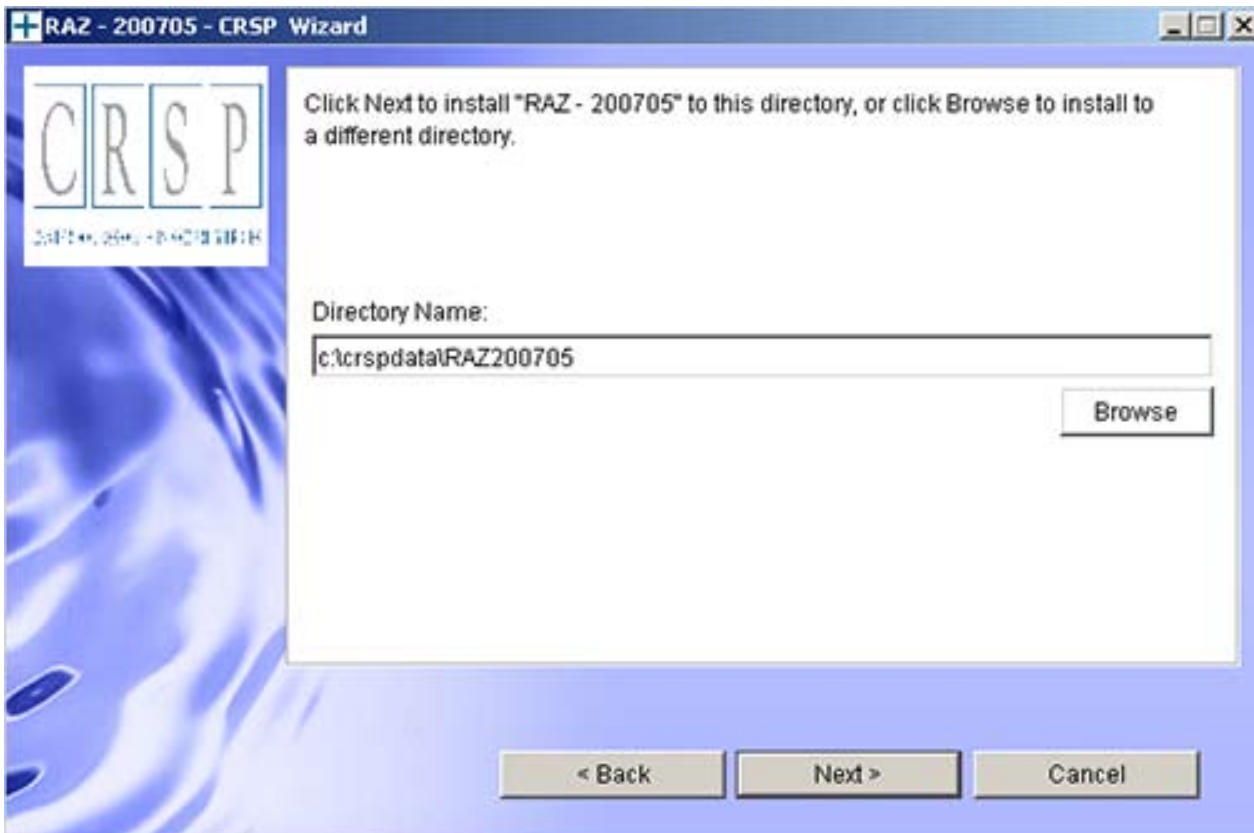 RAZ - 200705 - CRSP Wizard
CRSP
Click Next to install "RAZ - 200705" to this directory, or click Browse to install to
a different directory.
Directory Name:
c:\crspdata\RAZ200705
Browse
< Back
Next >
Cancel